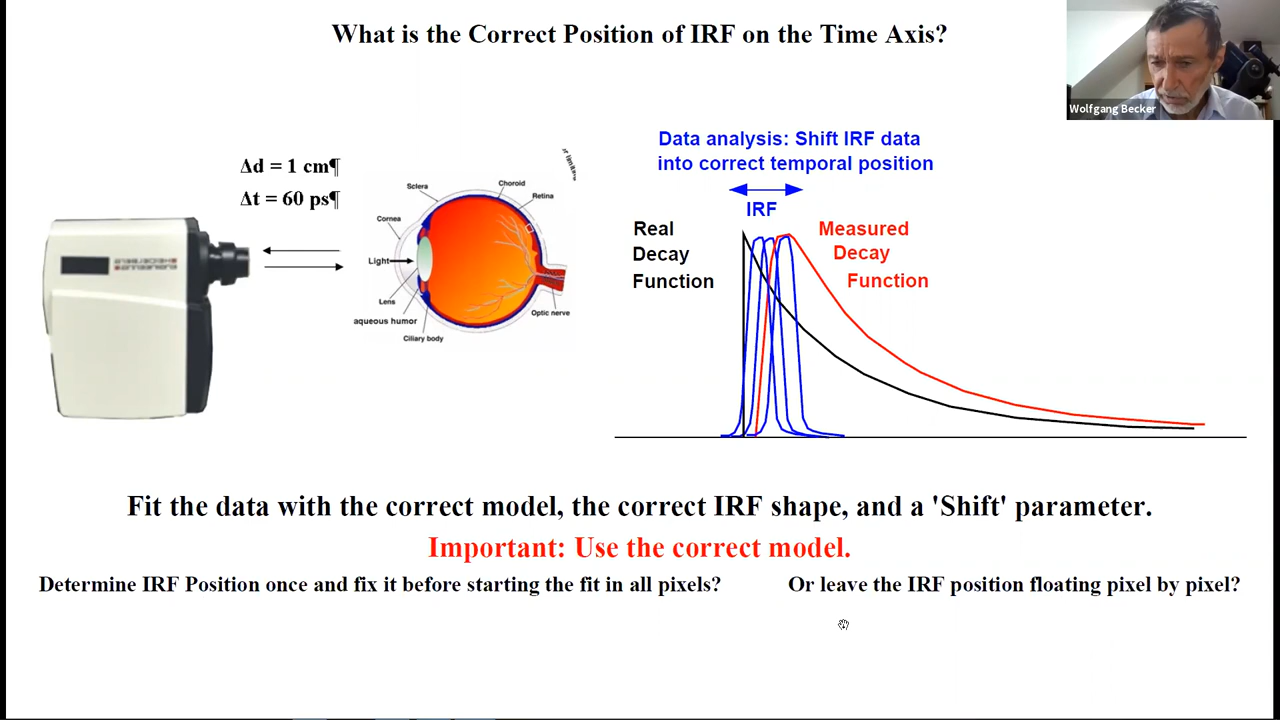 What is the Correct Position of IRF on the Time Axis?
Wolfgang Becker
Δd = 1 cm¶
Δt = 60 ps¶
Sclera
Choroid
Retina
Cornea
Light
Lens
aqueous humor
Ciliary body
Optic nerve
Data analysis: Shift IRF data
into correct temporal position
IRF
Real
Decay
Function
Measured
Decay
Function
Fit the data with the correct model, the correct IRF shape, and a 'Shift' parameter.
Important: Use the correct model.
Determine IRF Position once and fix it before starting the fit in all pixels?
Or leave the IRF position floating pixel by pixel?